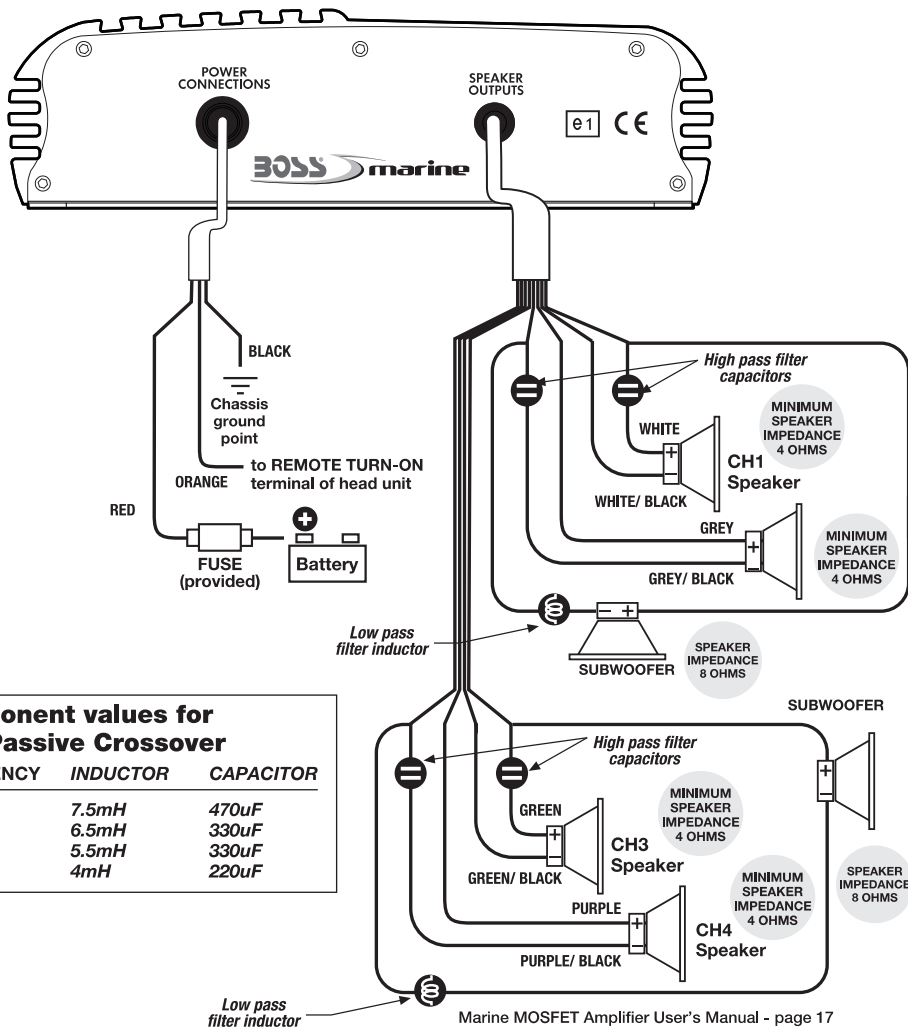 POWER
CONNECTIONS
SPEAKER
OUTPUTS
e1 CE
BOSS marine
BLACK
Chassis
ground
point
ORANGE
to REMOTE TURN-ON
terminal of head unit
RED
FUSE
(provided)
+
Battery
High pass filter
capacitors
MINIMUM
SPEAKER
IMPEDANCE
4 OHMS
WHITE
+
-
CH1
Speaker
WHITE/ BLACK
GREY
+
-
MINIMUM
SPEAKER
IMPEDANCE
4 OHMS
GREY/ BLACK
Low pass
filter inductor
- +
SUBWOOFER
SPEAKER
IMPEDANCE
8 OHMS
onent values for
Passive Crossover
ENCY INDUCTOR CAPACITOR
7.5mH 470uF
6.5mH 330uF
5.5mH 330uF
4mH 220uF
SUBWOOFER
+
-
High pass filter
capacitors
GREEN
MINIMUM
SPEAKER
IMPEDANCE
4 OHMS
+
-
CH3
Speaker
GREEN/ BLACK
PURPLE
+
-
MINIMUM
SPEAKER
IMPEDANCE
4 OHMS
SPEAKER
IMPEDANCE
8 OHMS
CH4
Speaker
PURPLE/ BLACK
Low pass
filter inductor
Marine MOSFET Amplifier User's Manual - page 17